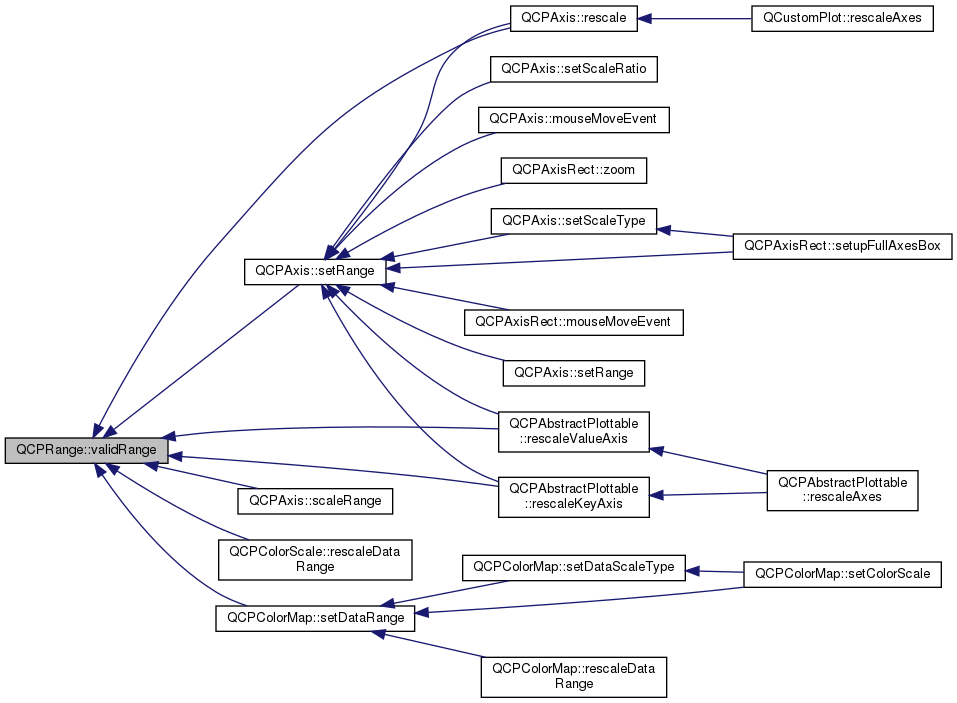 QCPAxis::rescale
QCustomPlot::rescaleAxes
QCPAxis::setScaleRatio
QCPAxis::mouseMoveEvent
QCPAxisRect::zoom
QCPAxis::setScaleType
QCPAxisRect::setupFullAxesBox
QCPAxis::setRange
QCPAxisRect::mouseMoveEvent
QCPAxis::setRange
QCPAbstractPlottable
::rescaleValueAxis
QCPRange::validRange
QCPAbstractPlottable
::rescaleAxes
QCPAxis::scaleRange
QCPAbstractPlottable
::rescaleKeyAxis
QCPColorScale::rescaleData
Range
QCPColorMap::setDataScaleType
QCPColorMap::setColorScale
QCPColorMap::setDataRange
QCPColorMap::rescaleData
Range